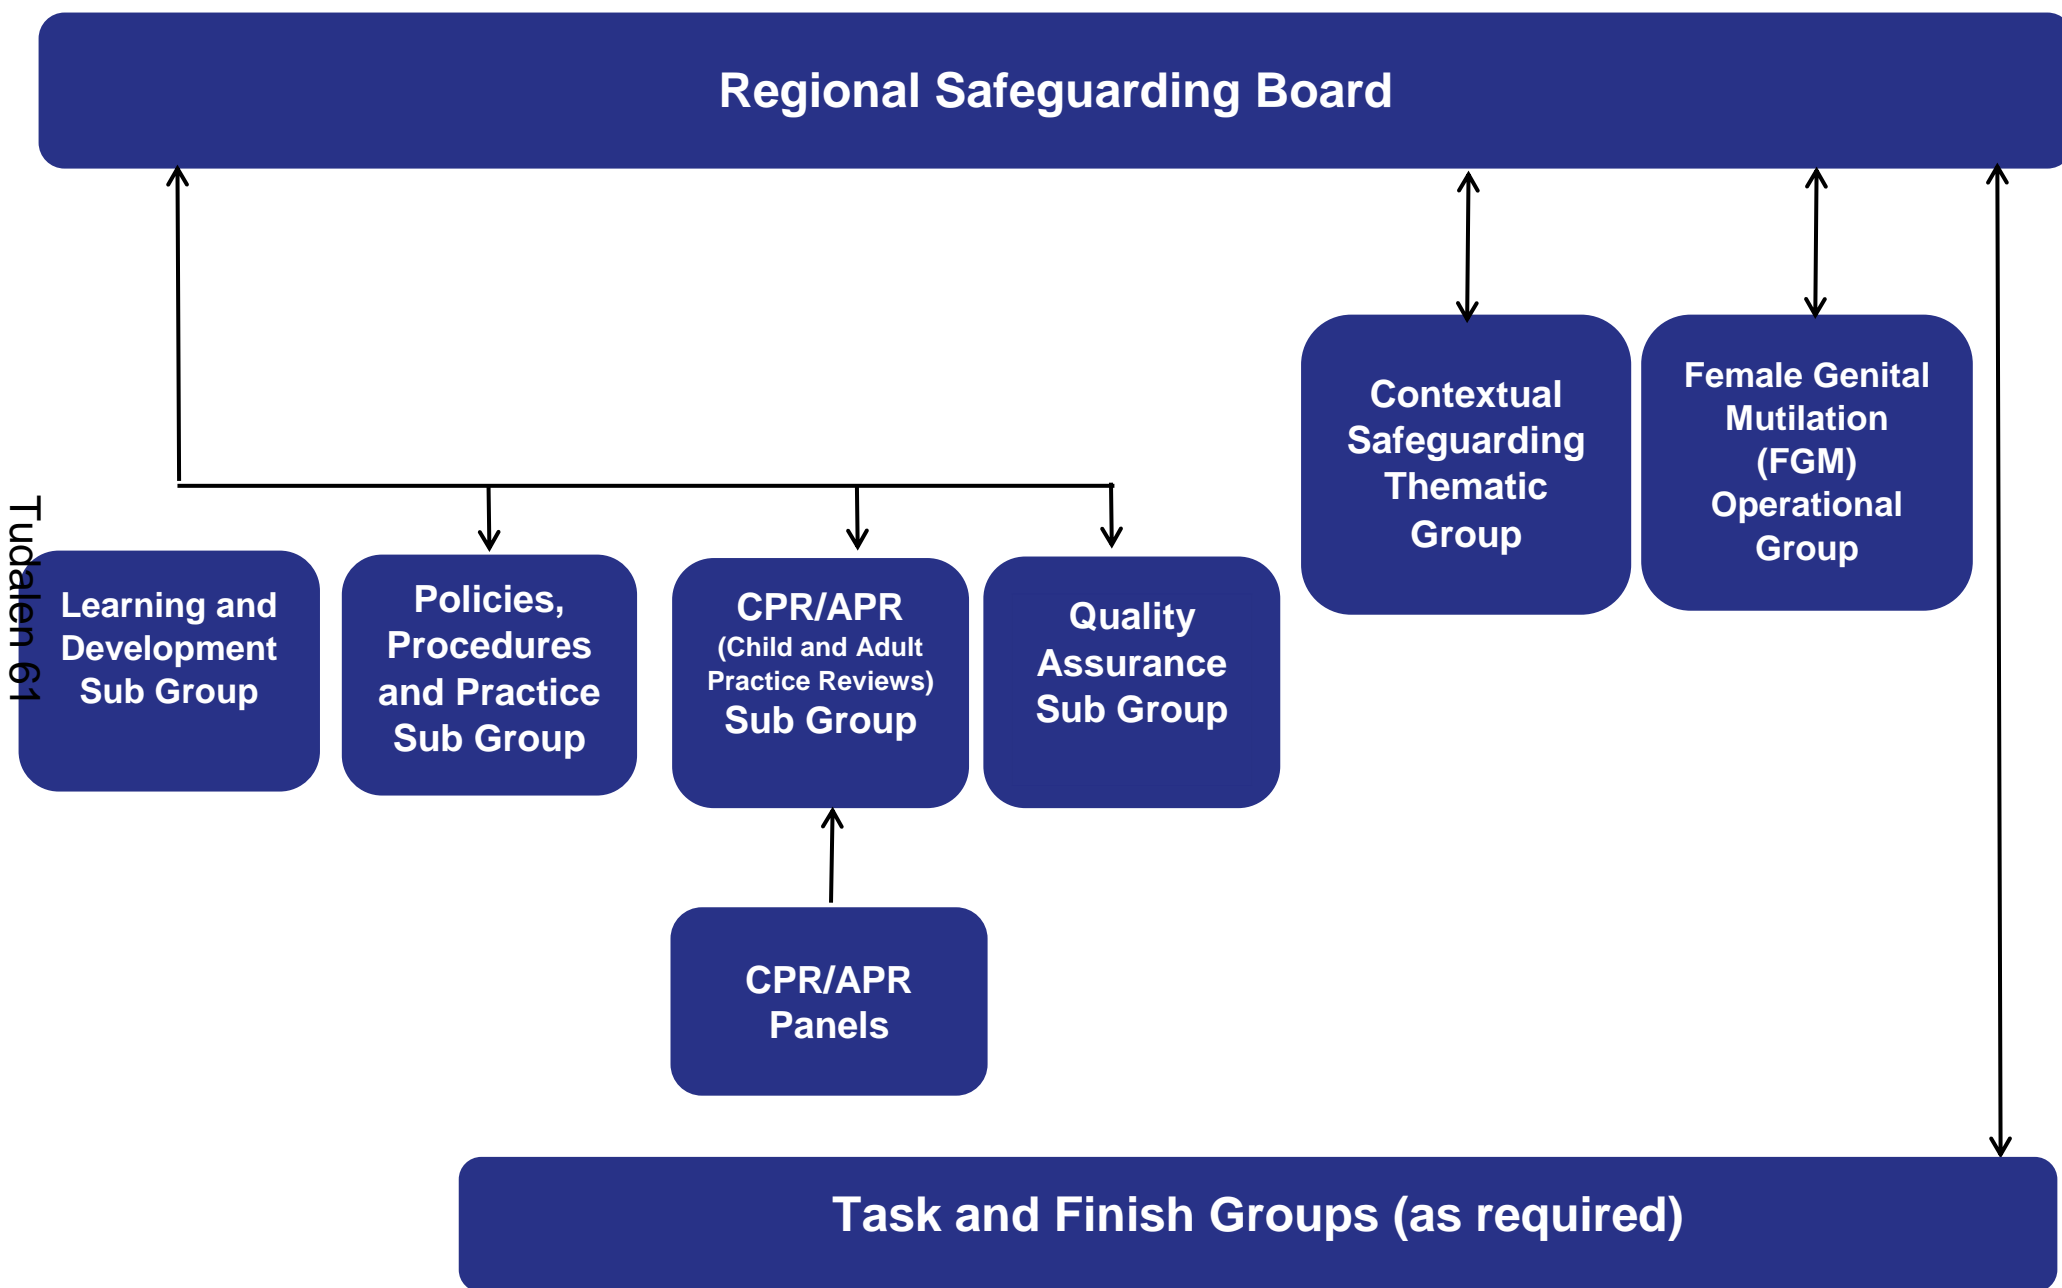 Regional Safeguarding Board
Contextual
Safeguarding
Thematic
Group
Female Genital
Mutilation
(FGM)
Operational
Group
Tudalen 61
Learning and
Development
Sub Group
Policies,
Procedures
and Practice
Sub Group
CPR/APR
(Child and Adult
Practice Reviews)
Sub Group
Quality
Assurance
Sub Group
CPR/APR
Panels
Task and Finish Groups (as required)